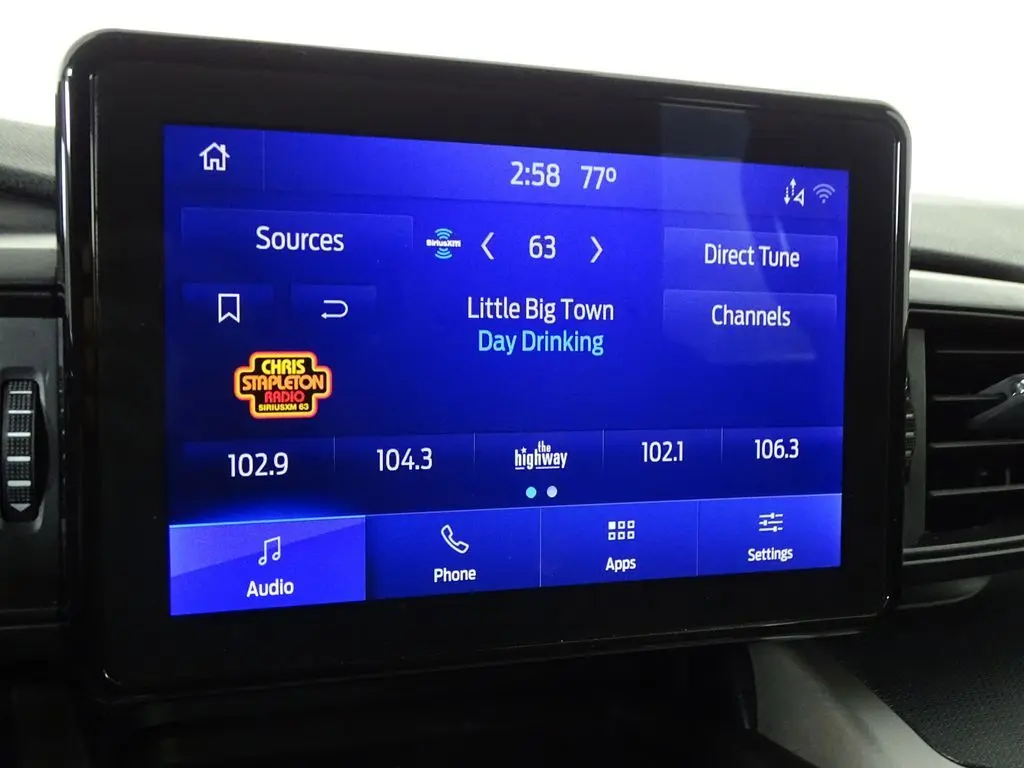 2:58 77°
Sources
SiriusXM
63
Direct Tune
Little Big Town
Channels
Day Drinking
CHRIS
STAPLETON
RADIO
SIRIUSXM 63
102.9
104.3
the
highway
102.1
106.3
Audio
Phone
Apps
Settings